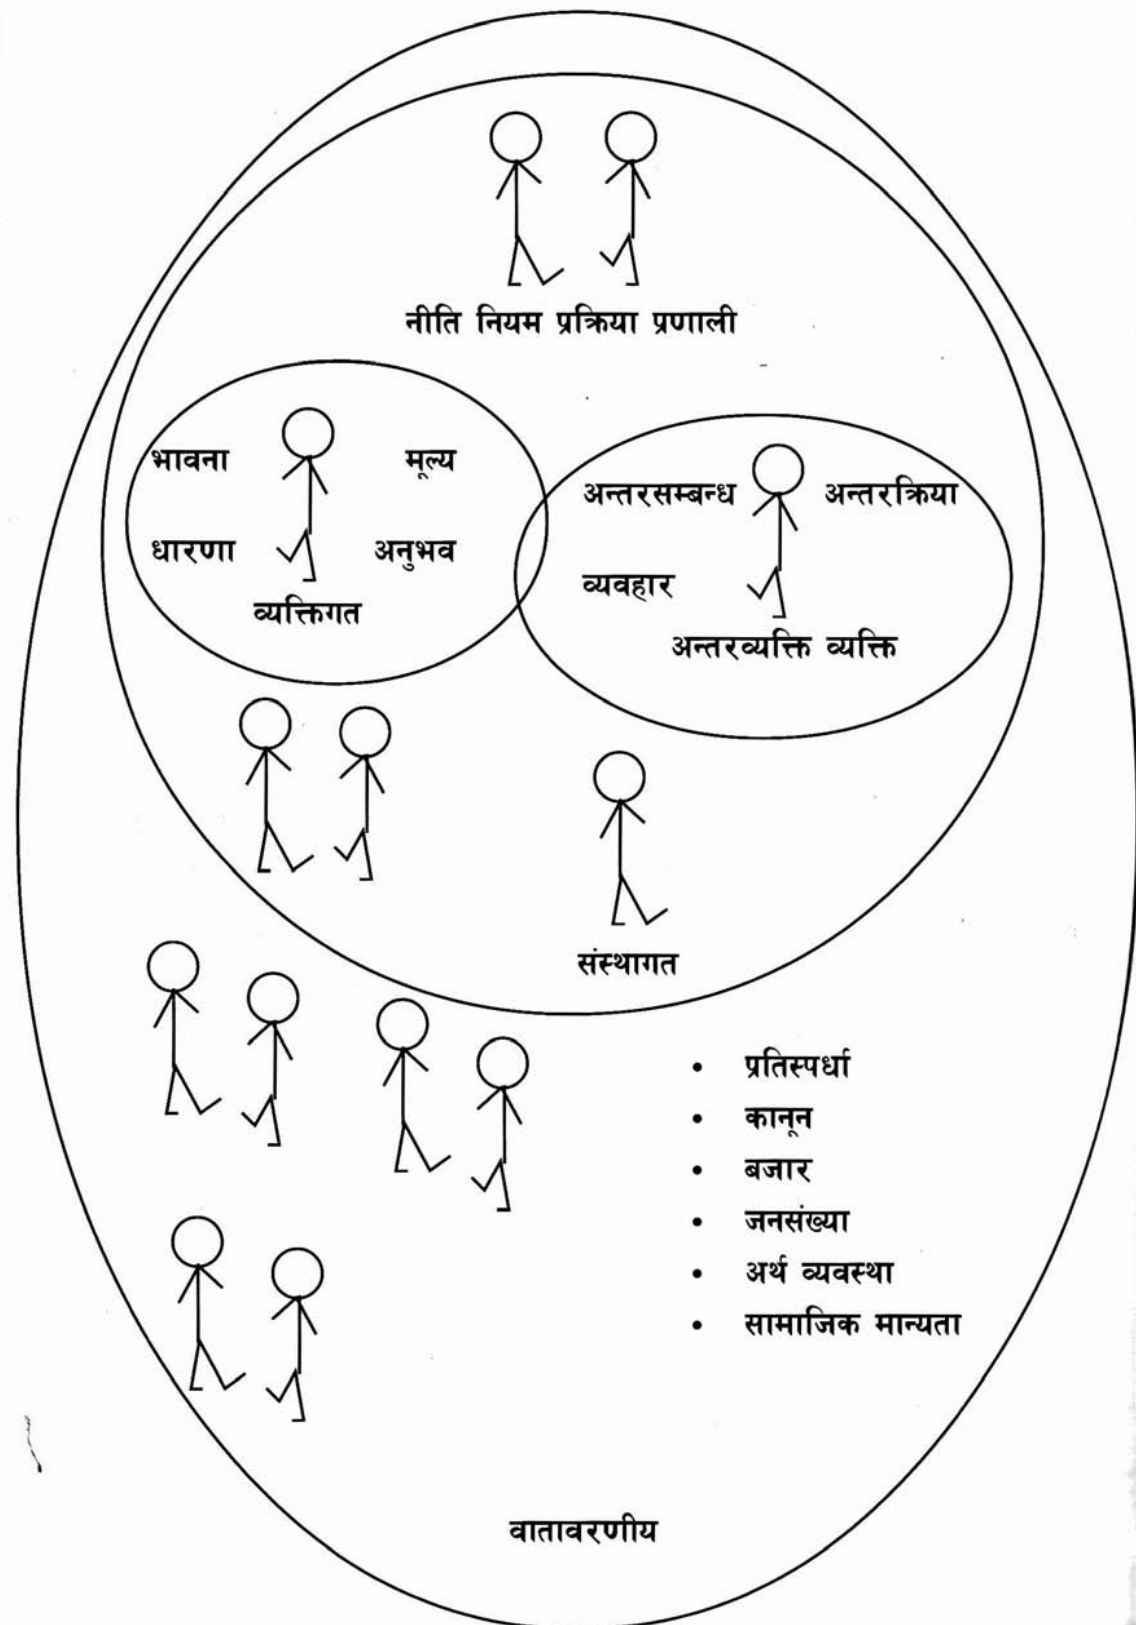 नीति नियम प्रक्रिया प्रणाली
भावना मूल्य
धारणा अनुभव
व्यक्तिगत
अन्तरसम्बन्ध अन्तरक्रिया
व्यवहार
अन्तरव्यक्ति व्यक्ति
संस्थागत
• प्रतिस्पर्धा
• कानून
• बजार
• जनसंख्या
• अर्थ व्यवस्था
• सामाजिक मान्यता
वातावरणीय